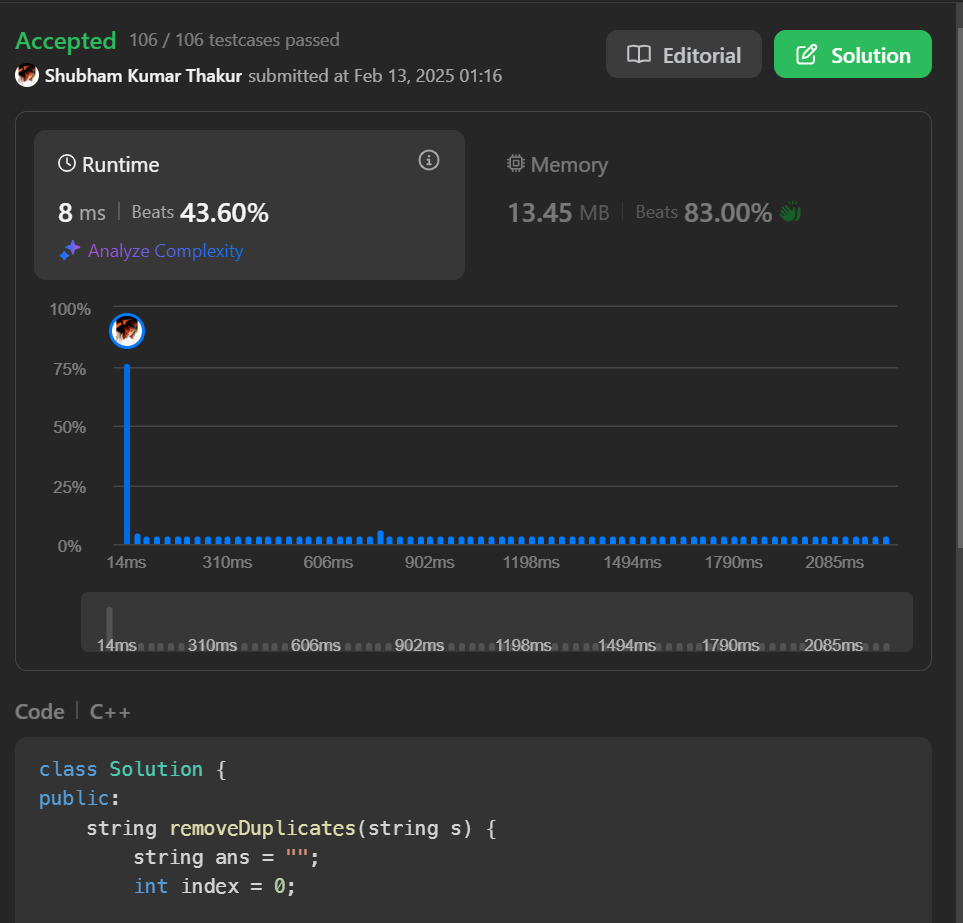 Accepted 106 / 106 testcases passed
Shubham Kumar Thakur submitted at Feb 13, 2025 01:16
Editorial
Solution
Runtime
8 ms | Beats 43.60%
Analyze Complexity
Memory
13.45 MB | Beats 83.00%
100%
75%
50%
25%
0%
14ms 310ms 606ms 902ms 1198ms 1494ms 1790ms 2085ms
14ms 310ms 606ms 902ms 1198ms 1494ms 1790ms 2085ms
Code | C++
class Solution {
public:
    string removeDuplicates(string s) {
        string ans = "";
        int index = 0;